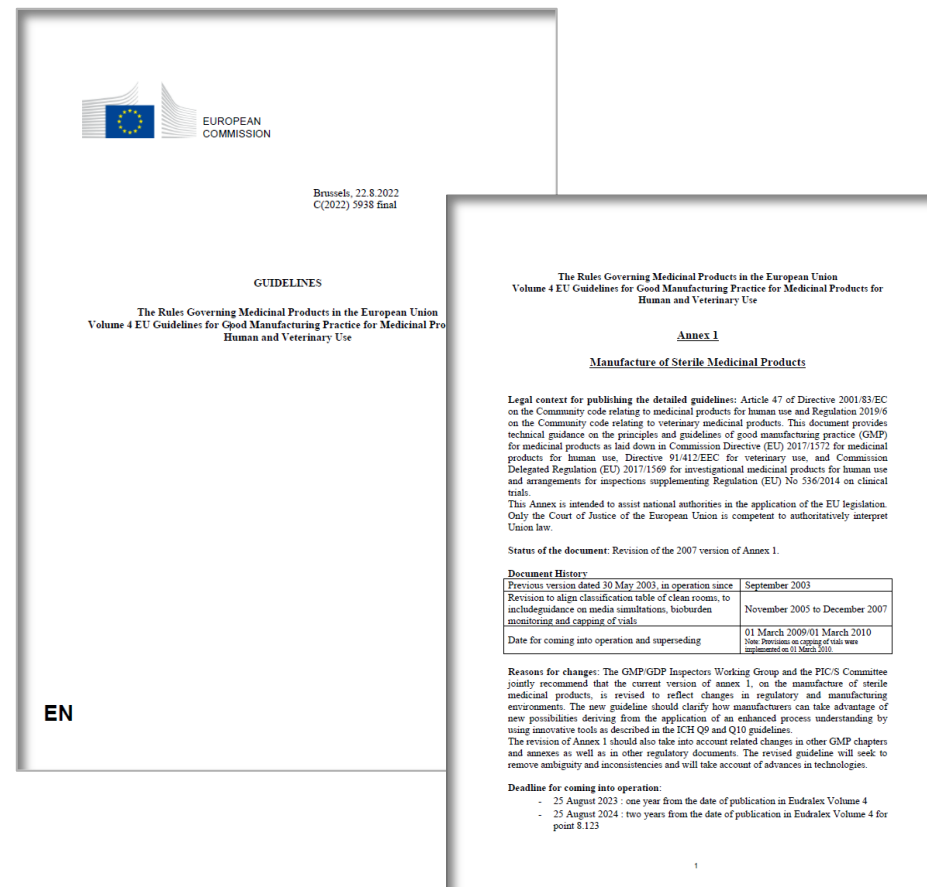 EUROPEAN
COMMISSION
Brussels, 22.8.2022
C(2022) 5938 final
GUIDELINES
The Rules Governing Medicinal Products in the European Union
Volume 4 EU Guidelines for Good Manufacturing Practice for Medicinal Pro
Human and Veterinary Use
EN
The Rules Governing Medicinal Products in the European Union
Volume 4 EU Guidelines for Good Manufacturing Practice for Medicinal Products for
Human and Veterinary Use
Annex 1
Manufacture of Sterile Medicinal Products
Legal context for publishing the detailed guidelines: Article 47 of Directive 2001/83/EC
on the Community code relating to medicinal products for human use and Regulation 2019/6
on the Community code relating to veterinary medicinal products. This document provides
technical guidance on the principles and guidelines of good manufacturing practice (GMP)
for medicinal products as laid down in Commission Directive (EU) 2017/1572 for medicinal
products for human use, Directive 91/412/EEC for veterinary use, and Commission
Delegated Regulation (EU) 2017/1569 for investigational medicinal products for human use
and arrangements for inspections supplementing Regulation (EU) No 536/2014 on clinical
trials.
This Annex is intended to assist national authorities in the application of the EU legislation.
Only the Court of Justice of the European Union is competent to authoritatively interpret
Union law.
Status of the document: Revision of the 2007 version of Annex 1.
Document History
Previous version dated 30 May 2003, in operation since September 2003
Revision to align classification table of clean rooms, to
includeguidance on media simultations, bioburden
monitoring and capping of vials
November 2005 to December 2007
Date for coming into operation and superseding
01 March 2009/01 March 2010
Note: Provisions on capping of vials were
implemented on 01 March 2010.
Reasons for changes: The GMP/GDP Inspectors Working Group and the PIC/S Committee
jointly recommend that the current version of annex 1, on the manufacture of sterile
medicinal products, is revised to reflect changes in regulatory and manufacturing
environments. The new guideline should clarify how manufacturers can take advantage of
new possibilities deriving from the application of an enhanced process understanding by
using innovative tools as described in the ICH Q9 and Q10 guidelines.
The revision of Annex 1 should also take into account related changes in other GMP chapters
and annexes as well as in other regulatory documents. The revised guideline will seek to
remove ambiguity and inconsistencies and will take account of advances in technologies.
Deadline for coming into operation:
- 25 August 2023 : one year from the date of publication in Eudralex Volume 4
- 25 August 2024 : two years from the date of publication in Eudralex Volume 4 for
point 8.123
1